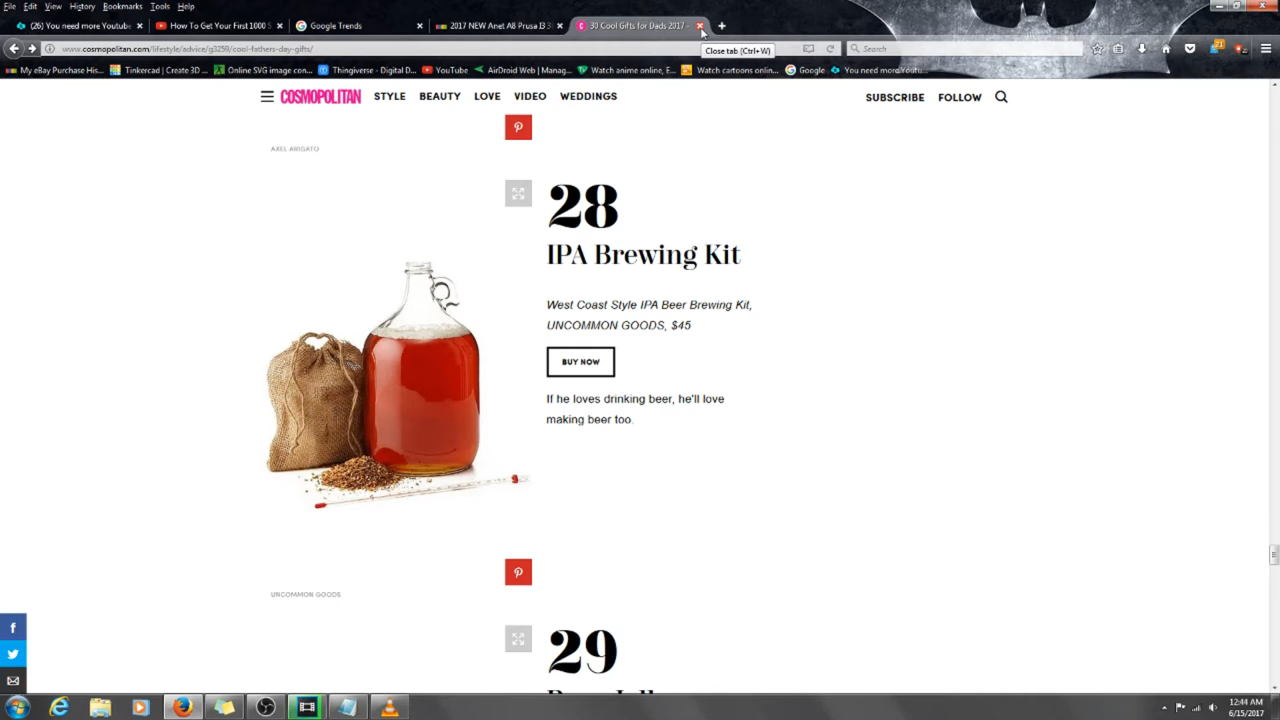 File Edit View History Bookmarks Tools Help
(26) You need more Youtub
How To Get Your First 1000 S
Google Trends
2017 NEW Anet A8 Prusa I3 3
30 Cool Gifts for Dads 2017 -
www.cosmopolitan.com/lifestyle/advice/g3259/cool-fathers-day-gifts/
Close tab (Ctrl+W)
Search
21
My eBay Purchase His...
Tinkercad | Create 3D ...
Online SVG image con...
Thingiverse - Digital D...
YouTube
AirDroid Web | Manag...
Watch anime online, E...
Watch cartoons onlin...
Google
You need more Youtu...
COSMOPOLITAN
STYLE BEAUTY LOVE VIDEO WEDDINGS
SUBSCRIBE FOLLOW
AXEL ARIGATO
28
IPA Brewing Kit
West Coast Style IPA Beer Brewing Kit,
UNCOMMON GOODS, $45
BUY NOW
If he loves drinking beer, he'll love
making beer too.
UNCOMMON GOODS
29
12:44 AM
6/15/2017